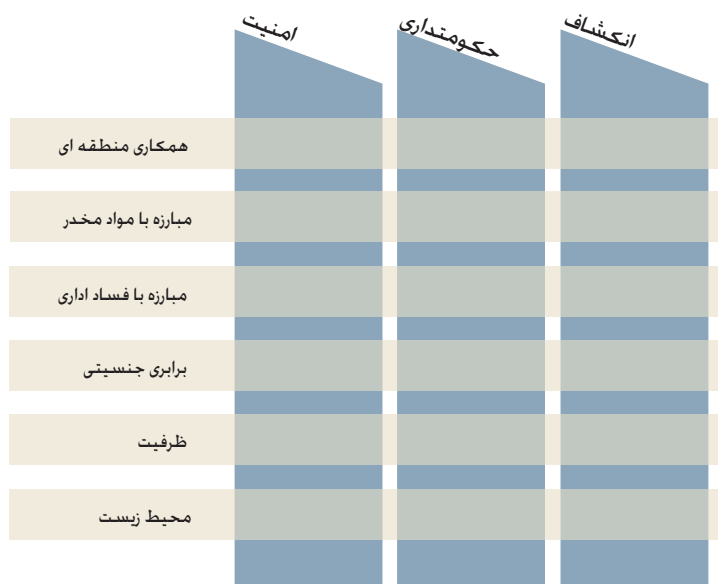 انکشاف
حکومتداری
امنیت
همکاری منطقه ای
مبارزه با مواد مخدر
مبارزه با فساد اداری
برابری جنسیتی
ظرفیت
محیط زیست